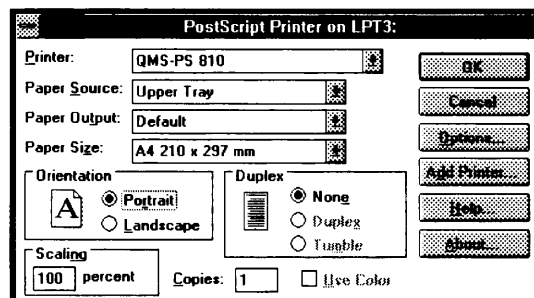 PostScript Printer on LPT3:
Printer: QMS-PS 810
Paper Source: Upper Tray
Paper Output: Default
Paper Size: A4 210 x 297 mm
OK
Cancel
Options...
Add Printer...
Help...
About...
Orientation
A
Portrait
Landscape
Duplex
None
Duplex
Tumble
Scaling
100 percent
Copies: 1
Use Color